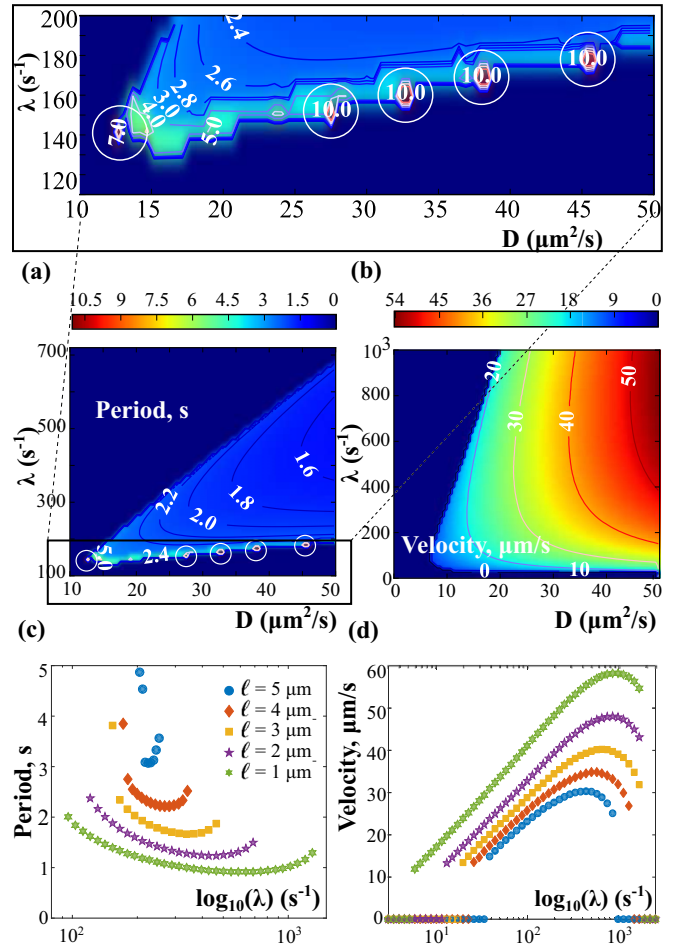 200
180
160
140
120
λ (s⁻¹)
2.4
2.6
2.8
3.0
4.0
7.0
5.0
0
10.0
10.0
10.0
10.0
10 15 20 25 30 35 40 45 50
D (μm²/s)
(a) (b)
10.5 9 7.5 6 4.5 3 1.5 0
54 45 36 27 18 9 0
700
500
300
100
λ (s⁻¹)
Period, s
1.6
1.8
2.0
2.2
2.4
5.0
10 20 30 40 50
D (μm²/s)
10³
800
600
400
200
0
λ (s⁻¹)
20
30
40
50
Velocity, μm/s
0 10
0 10 20 30 40 50
D (μm²/s)
(c) (d)
5
4
3
2
1
0
Period, s
ℓ = 5 μm
ℓ = 4 μm
ℓ = 3 μm
ℓ = 2 μm
ℓ = 1 μm
log₁₀(λ) (s⁻¹)
10² 10³
60
50
40
30
20
10
0
Velocity, μm/s
log₁₀(λ) (s⁻¹)
10¹ 10² 10³